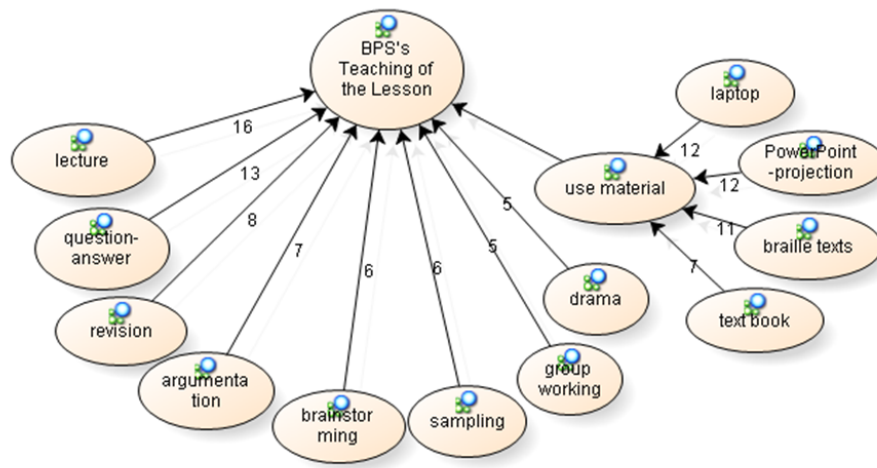 BPS's
Teaching of
the Lesson
laptop
16
lecture
12
PowerPoint
-projection
use material
12
13
question-
answer
11
braille texts
8
5
7
5
7
6
6
drama
text book
revision
argumenta
tion
group
working
brainstor
ming
sampling